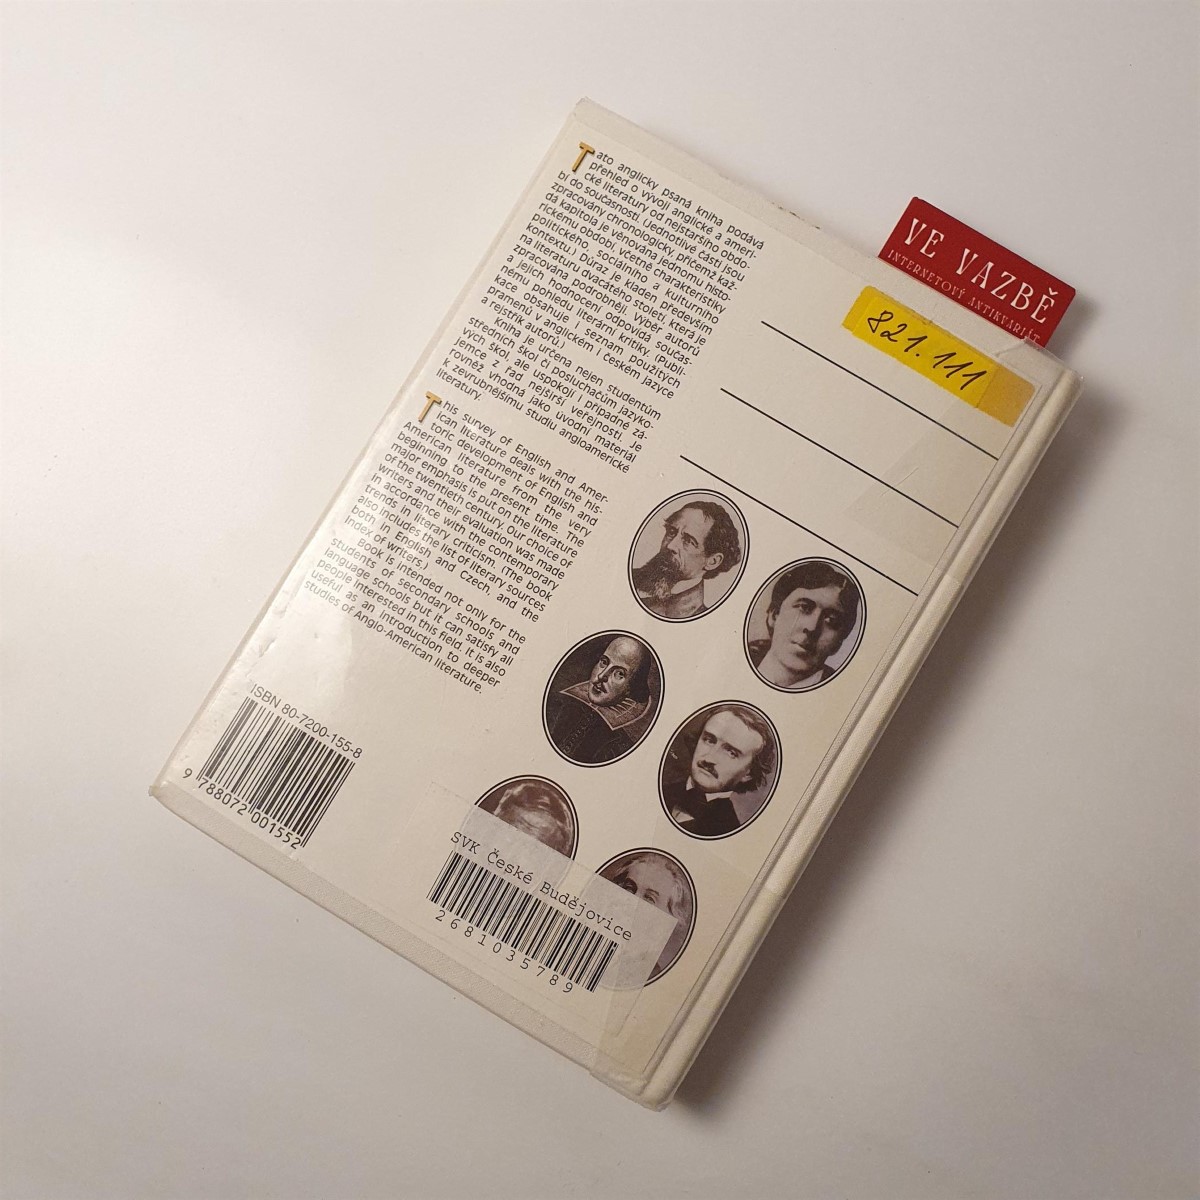 Tato anglicky psaná kniha podává
přehled o vývoji anglické a ameri-
cké literatury od nejstaršího obdo-
bí do současnosti. (Jednotlivé části jsou
zpracovány chronologicky, přičemž kaž-
dá kapitola je věnována jednomu histo-
rickému období, včetně charakteristiky
politického, sociálního a kulturního
kontextu.) Důraz je kladen především
na literaturu dvacátého století, která je
zpracována podrobněji. Výběr autorů
a jejich hodnocení odpovídá součas-
nému pohledu literární kritiky. (Publi-
kace obsahuje i seznam použitých
pramenů v anglickém i českém jazyce
a rejstřík autorů.)
Kniha je určena nejen studentům
středních škol či posluchačům jazyko-
vých škol, ale uspokojí i případné zá-
jemce z řad nejširší veřejnosti. Je
rovněž vhodná jako úvodní materiál
k zevrubnějšímu studiu angloamerické
literatury.
This survey of English and Amer-
ican literature deals with the his-
toric development of English and
American literature from the very
beginning to the present time. The
major emphasis is put on the literature
of the twentieth century. Our choice of
writers and their evaluation was made
in accordance with the contemporary
trends in literary criticism. (The book
also includes the list of literary sources
both in English and Czech, and the
index of writers.)
Book is intended not only for the
students of secondary schools and
language schools but it can satisfy all
people interested in this field. It is also
useful as an introduction to deeper
studies of Anglo-American literature.
ISBN 80-7200-155-8
9 788072 001552
VE VAZBĚ
INTERNETOVÝ ANTIKVARIÁT
821.111
SVK České Budějovice
2681035789